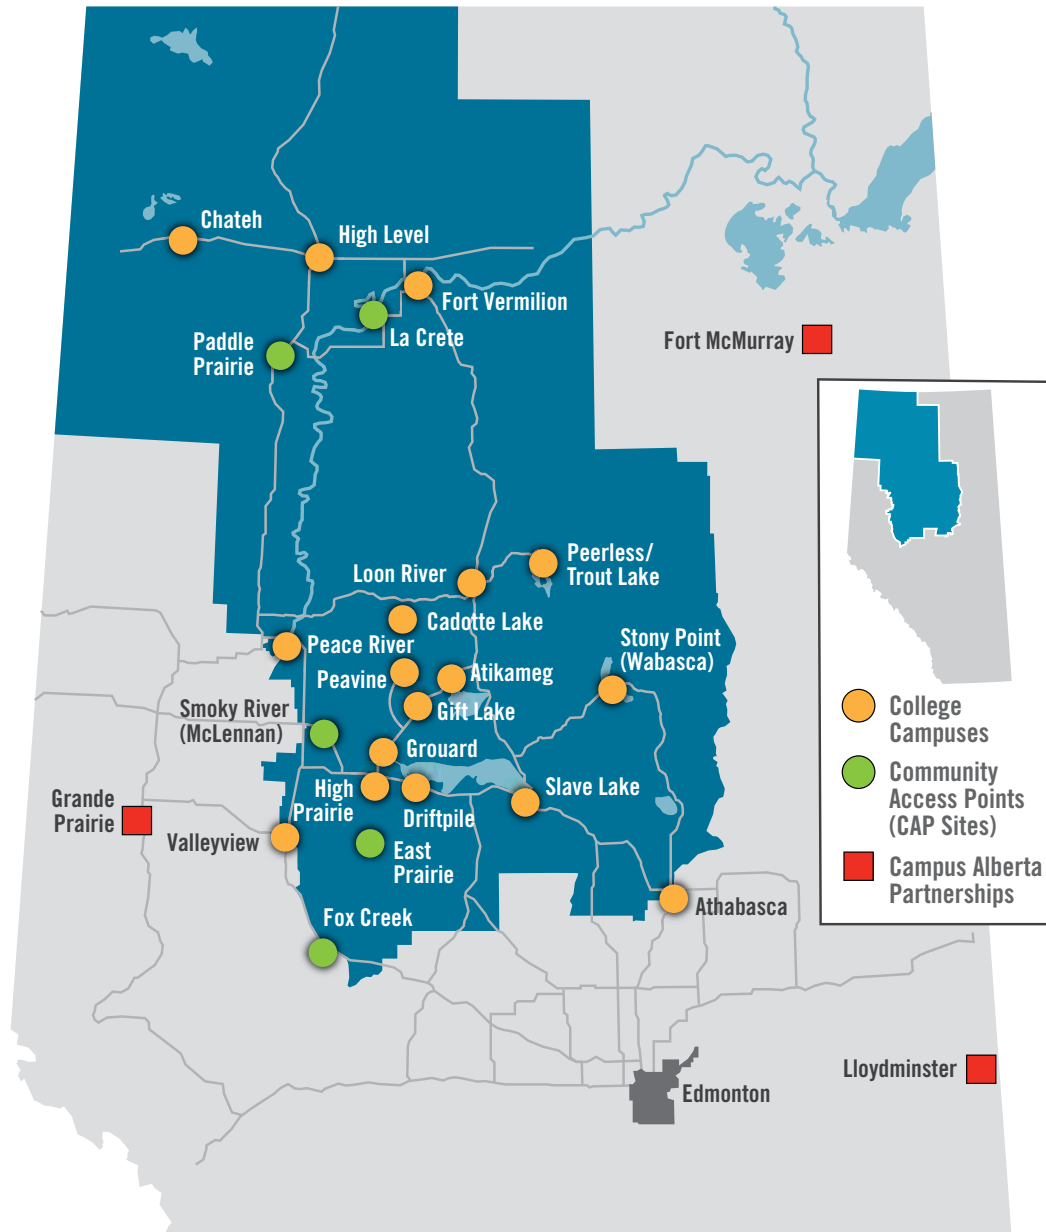 Chateh
High Level
Fort Vermilion
La Crete
Paddle
Prairie
Fort McMurray
Peerless/
Trout Lake
Loon River
Cadotte Lake
Stony Point
(Wabasca)
Peace River
Peavine
Atikameg
Gift Lake
Smoky River
(McLennan)
Grouard
High
Prairie
Driftpile
Slave Lake
Grande
Prairie
Valleyview
East
Prairie
Athabasca
Fox Creek
Lloydminster
Edmonton
College
Campuses
Community
Access Points
(CAP Sites)
Campus Alberta
Partnerships